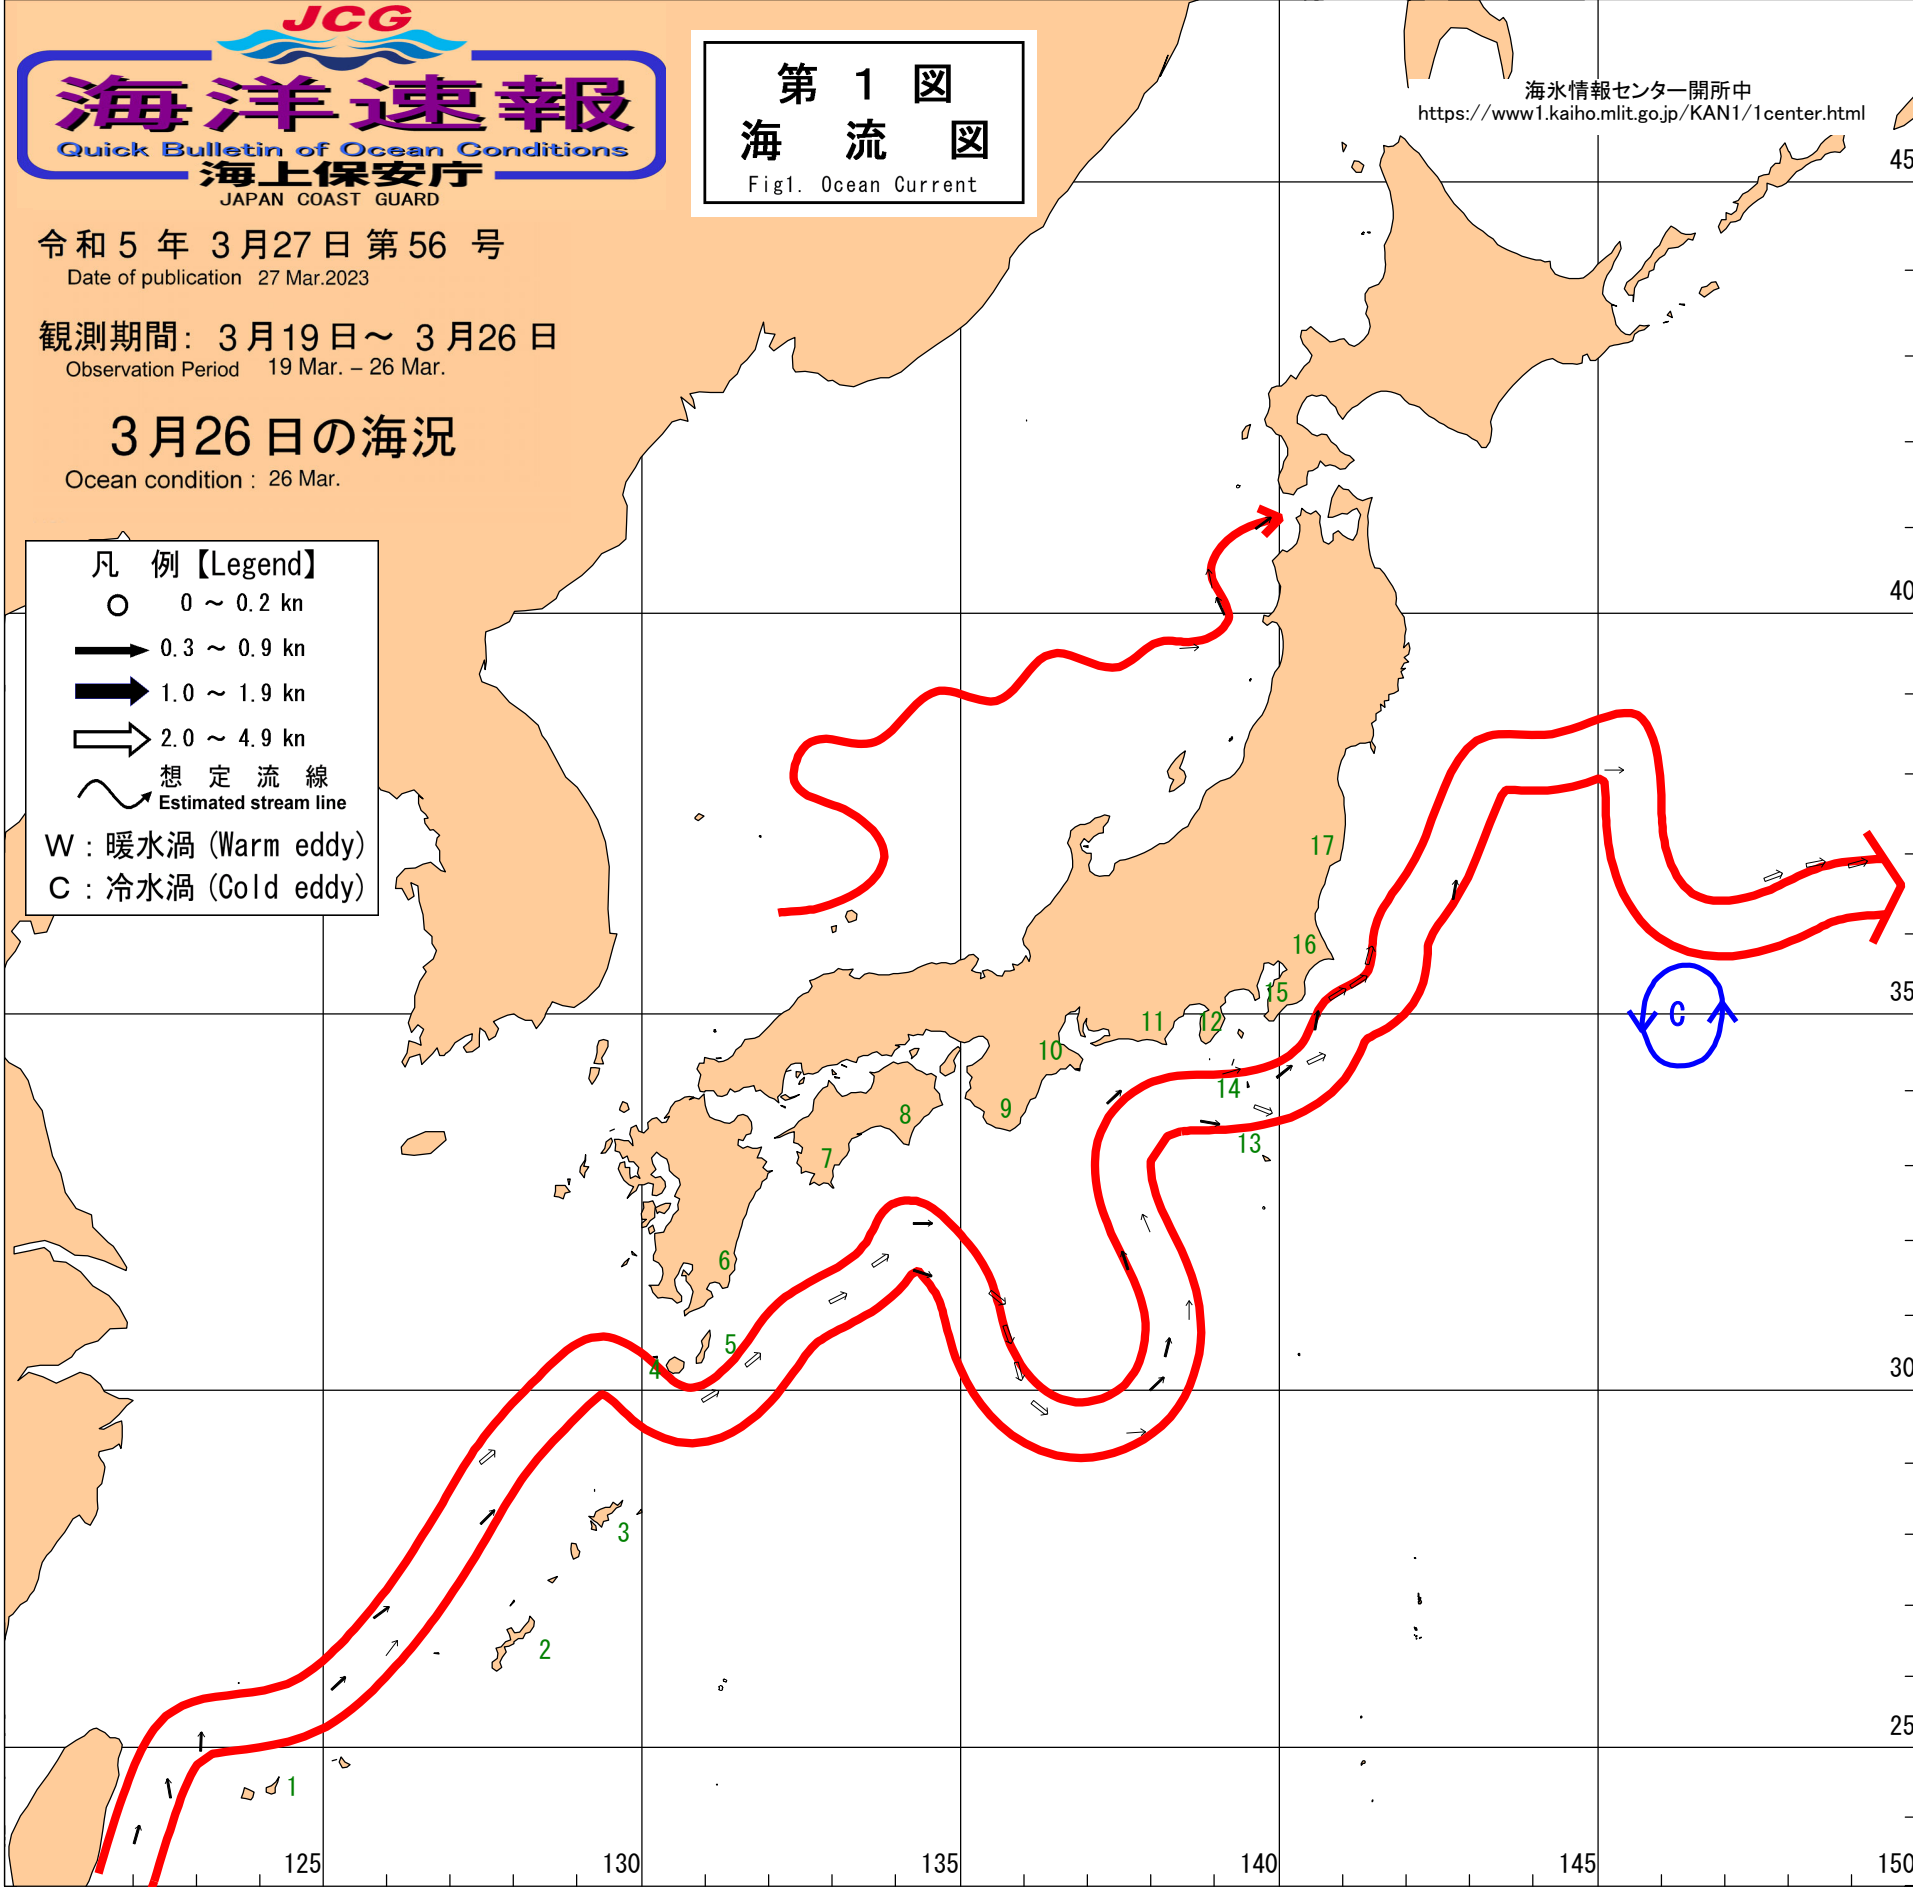 JCG
海洋速報
Quick Bulletin of Ocean Conditions
海上保安庁
JAPAN COAST GUARD
令和5年 3月27日 第56 号
Date of publication 27 Mar.2023
観測期間: 3月19日～ 3月26日
Observation Period 19 Mar. – 26 Mar.
3月26日の海況
Ocean condition : 26 Mar.
第 1 図
海 流 図
Fig1. Ocean Current
海氷情報センター開所中
https://www1.kaiho.mlit.go.jp/KAN1/1center.html
凡 例【Legend】
0 ～ 0.2 kn
0.3 ～ 0.9 kn
1.0 ～ 1.9 kn
2.0 ～ 4.9 kn
想 定 流 線
Estimated stream line
W : 暖水渦 (Warm eddy)
C : 冷水渦 (Cold eddy)
45
40
17
16
15
35
C
11
12
10
14
9
8
13
7
6
5
4
30
3
2
25
1
125
130
135
140
145
150